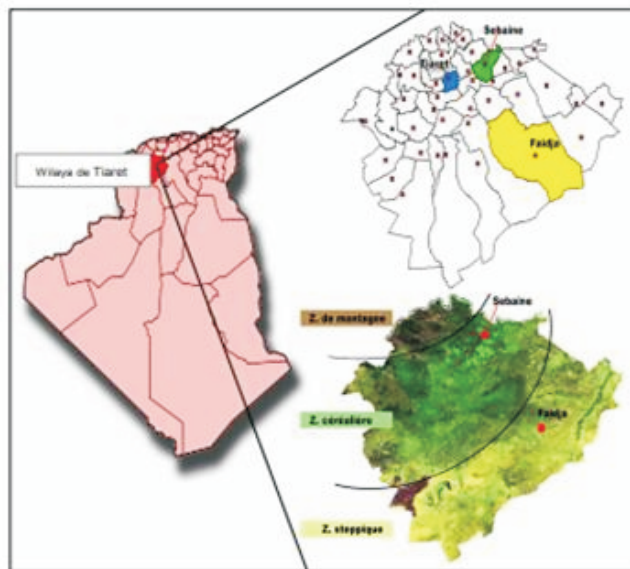 Wilaya de Tiaret
Sebaine
Tiaret
Faidja
Z. de montagne
Sebaine
Z. céréalière
Faidja
Z. steppique